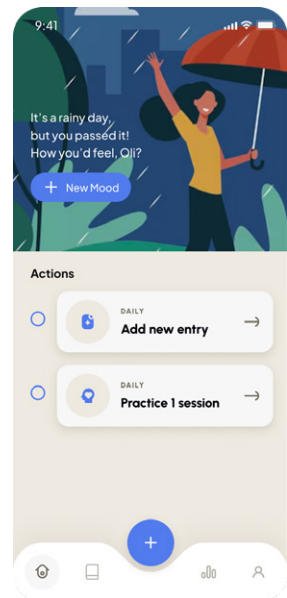 9:41
It's a rainy day,
but you passed it!
How you'd feel, Oli?
+ New Mood
Actions
DAILY
Add new entry
DAILY
Practice 1 session